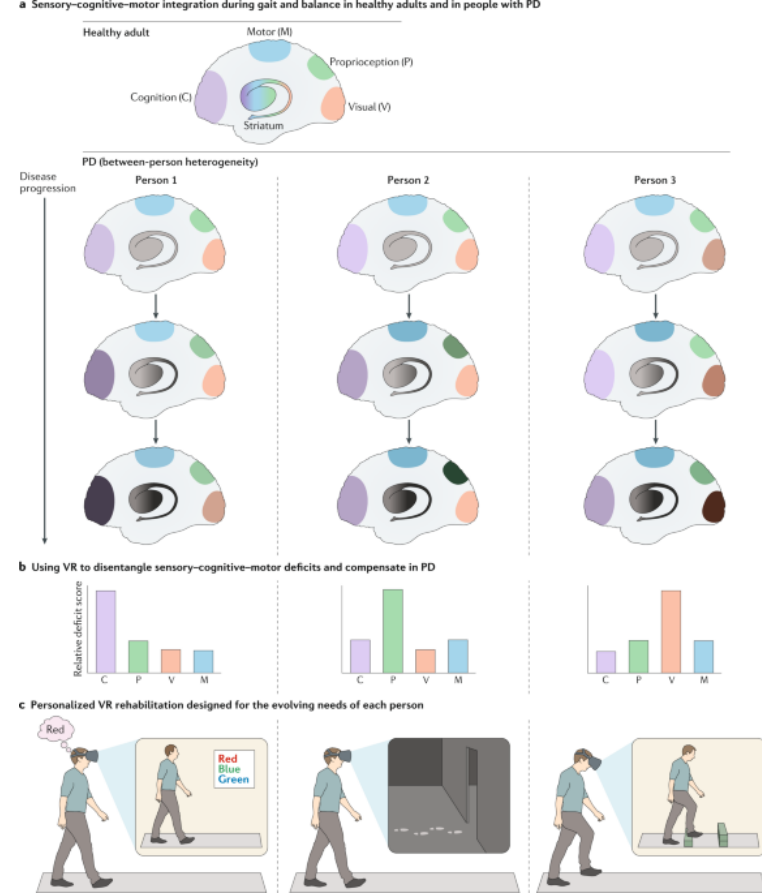 a Sensory–cognitive–motor integration during gait and balance in healthy adults and in people with PD
Healthy adult
Motor (M)
Proprioception (P)
Cognition (C)
Visual (V)
Striatum
PD (between-person heterogeneity)
Disease
progression
Person 1
Person 2
Person 3
b Using VR to disentangle sensory–cognitive–motor deficits and compensate in PD
Relative deficit score
C P V M
C P V M
C P V M
c Personalized VR rehabilitation designed for the evolving needs of each person
Red
Red
Blue
Green